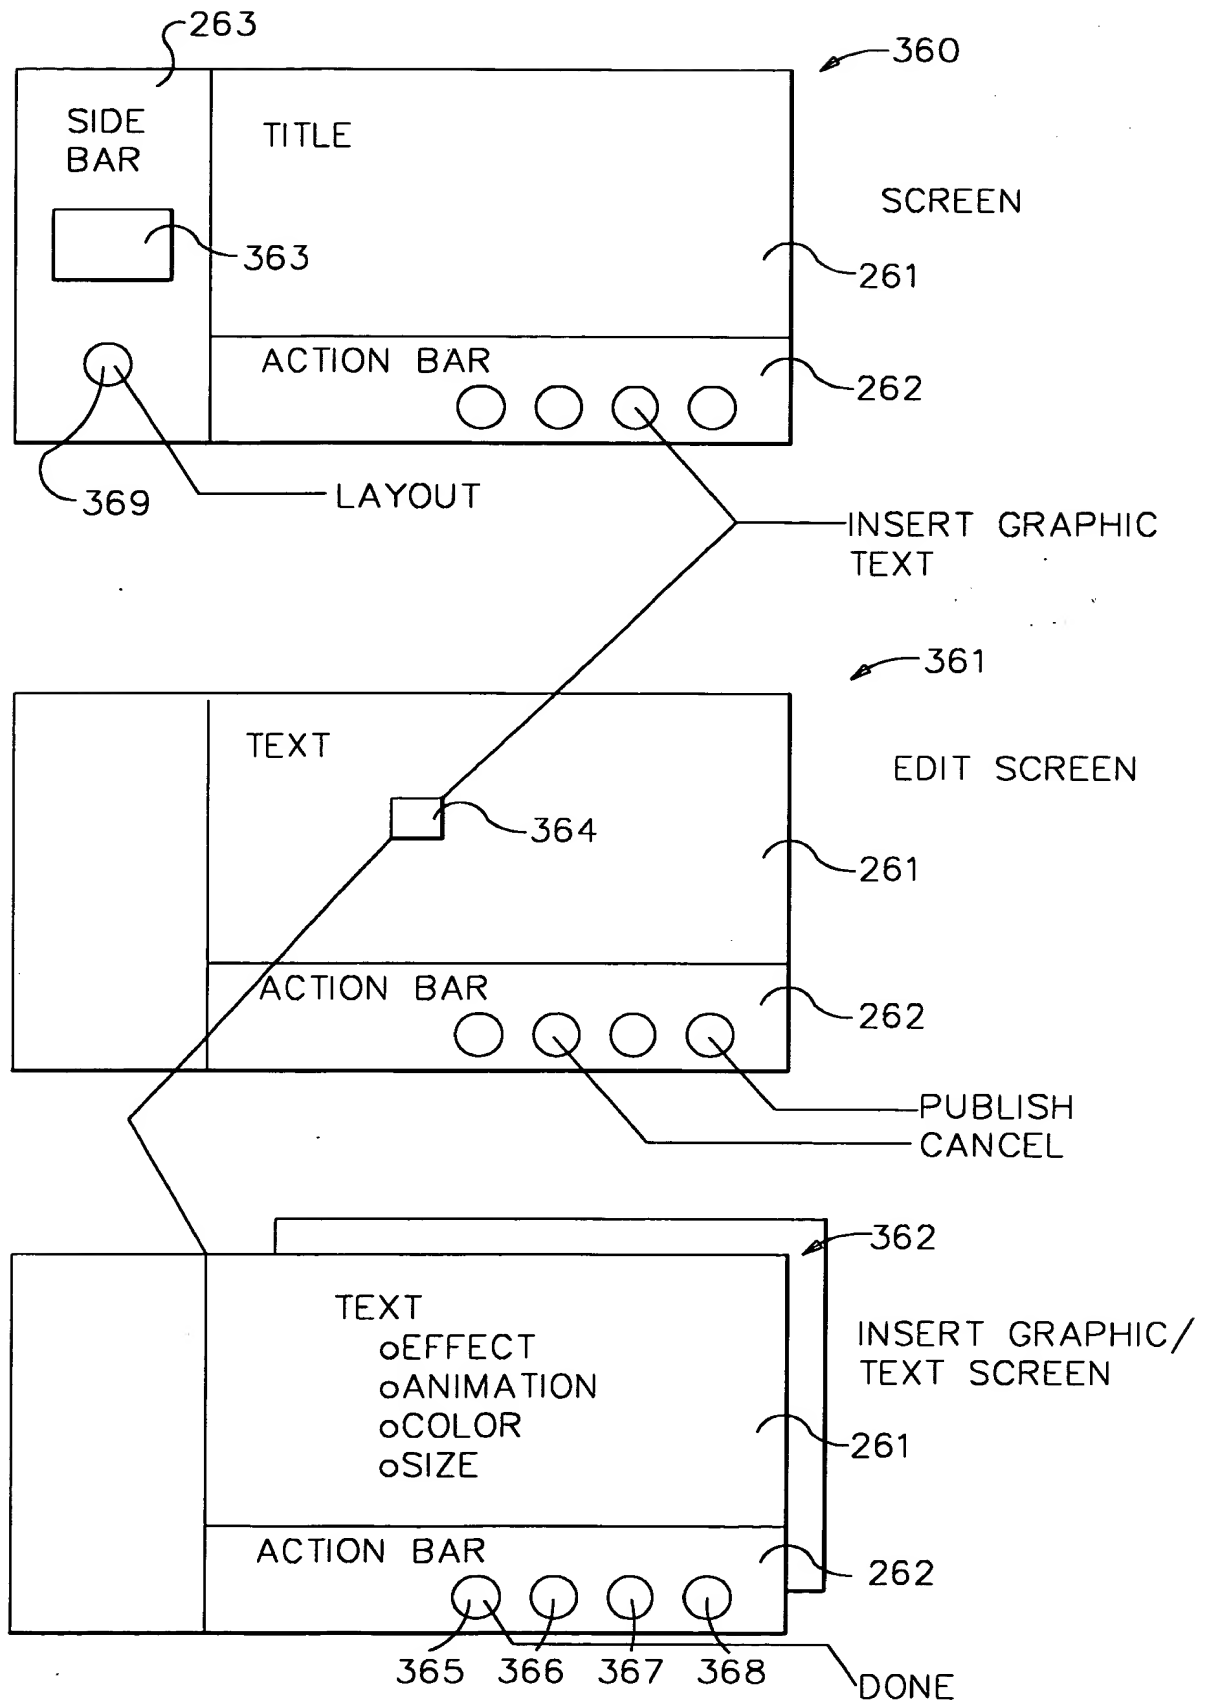 263
360
SIDE
BAR
TITLE
SCREEN
363
261
ACTION BAR
262
369
LAYOUT
INSERT GRAPHIC
TEXT
361
TEXT
EDIT SCREEN
364
261
ACTION BAR
262
PUBLISH
CANCEL
362
TEXT
oEFFECT
oANIMATION
oCOLOR
oSIZE
INSERT GRAPHIC/
TEXT SCREEN
261
ACTION BAR
262
365 366 367 368
DONE